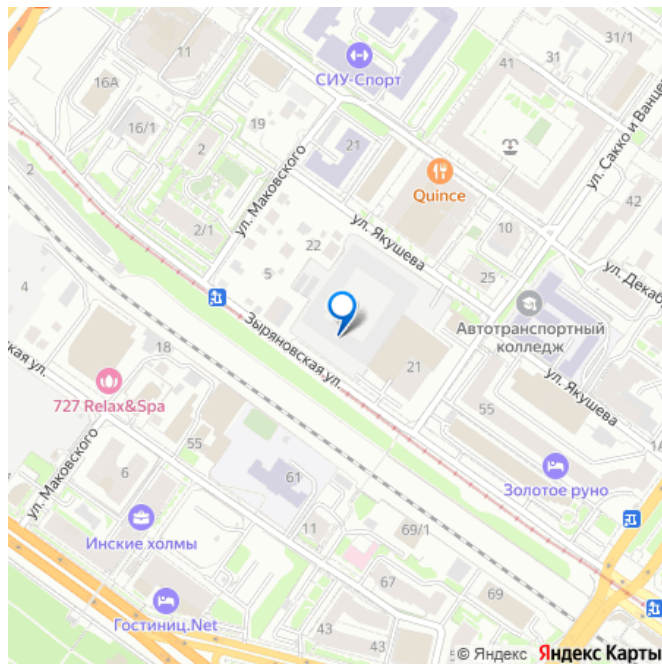 31/1
11
41
31
СИУ-Спорт
16А
ул. Сакко и Ванце
16/1
19
21
2
2
Quince
42
ул. Маковского
ул. Якушева
2/1
22
10
5
25
ул. Декаб
4
Автотранспортный
колледж
Зыряновская ул.
18
21
ская ул.
ул. Якушева
727 Relax&Spa
55
ул. Маковского
55
1А
6
61
Золотое руно
Инские холмы
11
69/1
67
69
Гостиниц.Net
43
43
5
© Яндекс Яндекс Карты